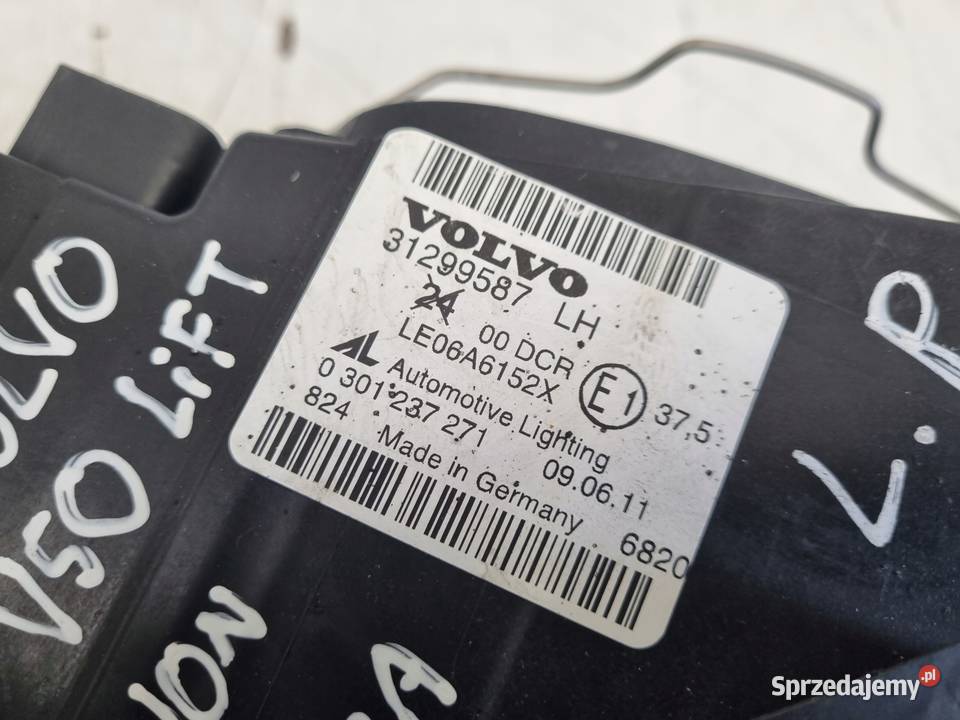 VOLVO
31299587 LH
24 00 DCR
LE06A6152X
E1 37,5
AL Automotive Lighting
0 301 237 271 09.06.11
824 Made in Germany 6820
V50 LiFT
L.P
Sprzedajemy.pl